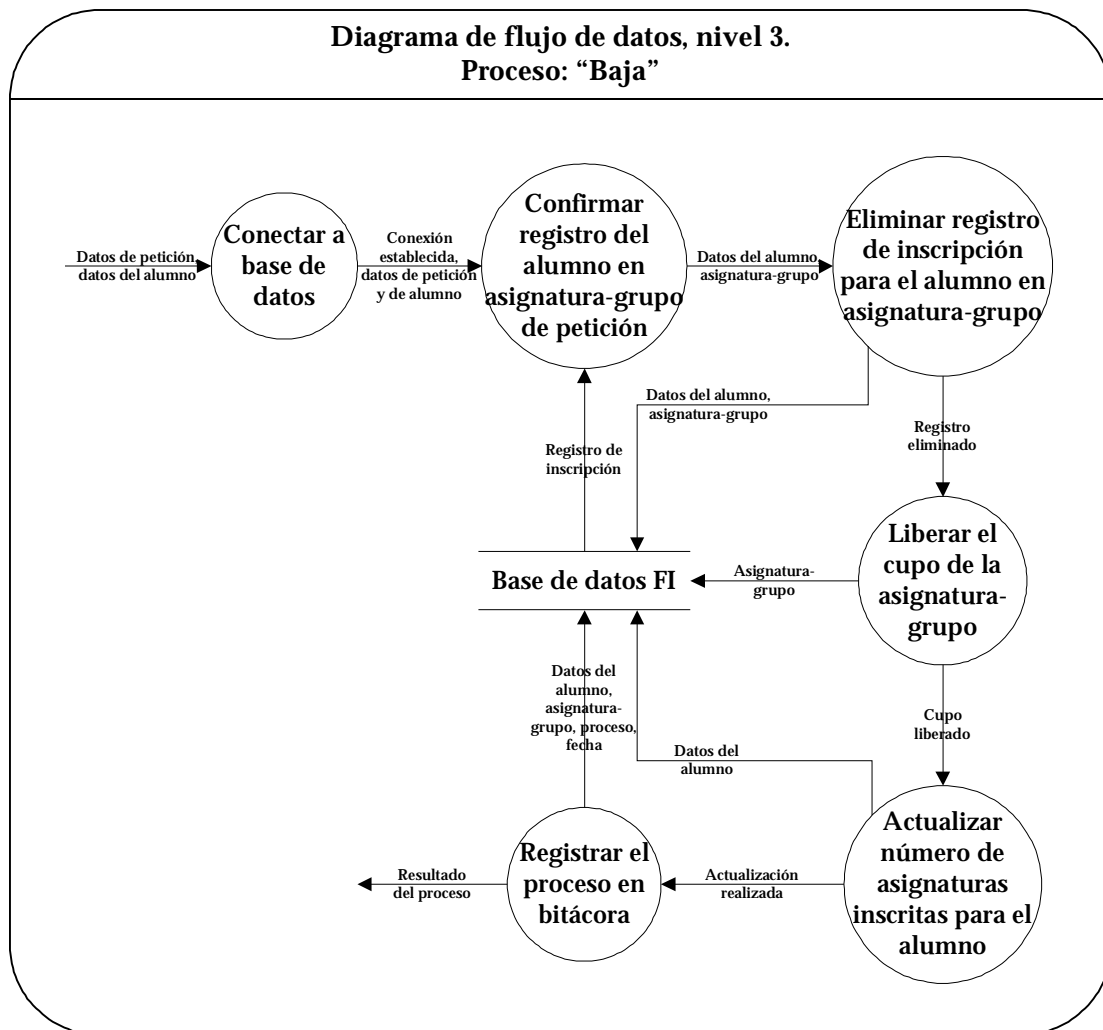 Diagrama de flujo de datos, nivel 3.
Proceso: “Baja”
Datos de petición,
datos del alumno
Conectar a
base de
datos
Conexión
establecida,
datos de petición
y de alumno
Confirmar
registro del
alumno en
asignatura-grupo
de petición
Datos del alumno,
asignatura-grupo
Eliminar registro
de inscripción
para el alumno en
asignatura-grupo
Datos del alumno,
asignatura-grupo
Registro
eliminado
Registro de
inscripción
Liberar el
cupo de la
asignatura-
grupo
Asignatura-
grupo
Base de datos FI
Datos del
alumno,
asignatura-
grupo, proceso,
fecha
Cupo
liberado
Datos del
alumno
Actualizar
número de
asignaturas
inscritas para el
alumno
Actualización
realizada
Registrar el
proceso en
bitácora
Resultado
del proceso